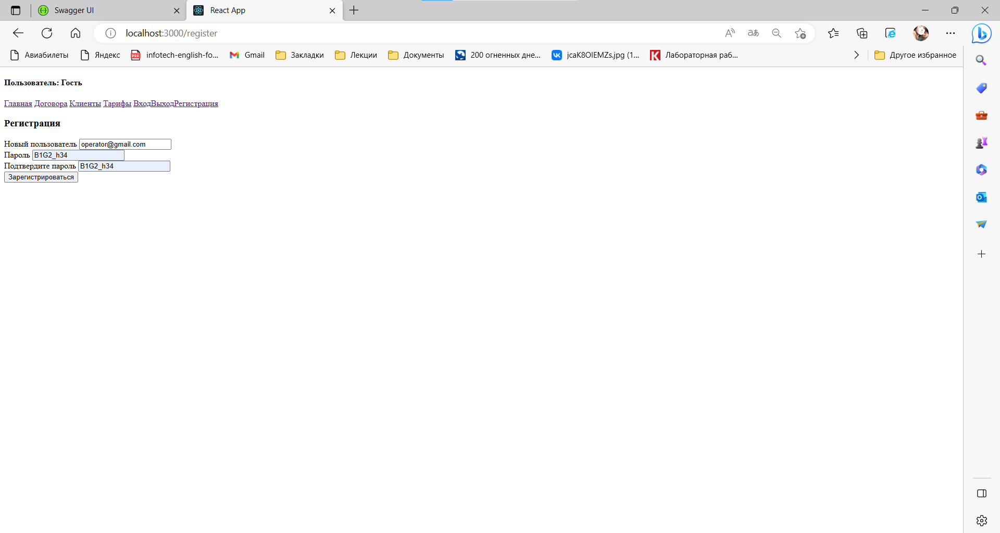 Swagger UI
React App
localhost:3000/register
Авиабилеты Яндекс infotech-english-fo... Gmail Закладки Лекции Документы 200 огненных дне... jcaK8OIEMZs.jpg (1... Лабораторная раб... Другое избранное
Пользователь: Гость
Главная Договора Клиенты Тарифы ВходВыходРегистрация
Регистрация
Новый пользователь operator@gmail.com
Пароль B1G2_h34
Подтвердите пароль B1G2_h34
Зарегистрироваться